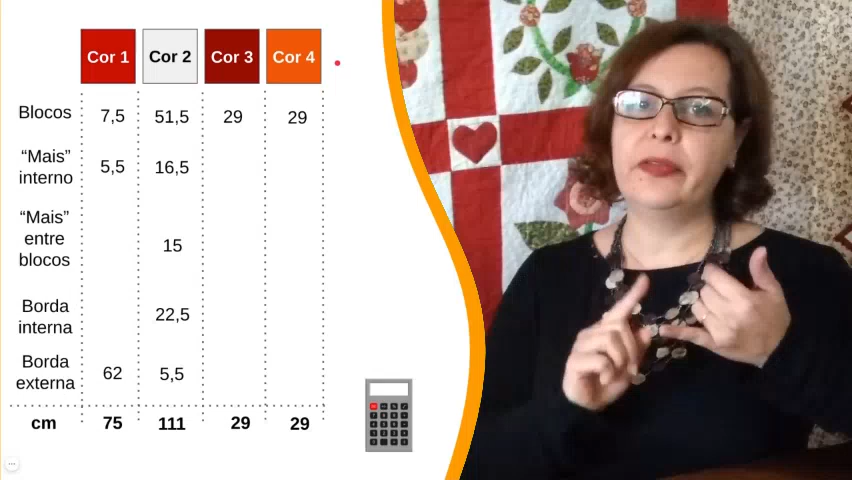 Cor 1 Cor 2 Cor 3 Cor 4
Blocos 7,5 51,5 29 29
“Mais”
interno 5,5 16,5
“Mais”
entre
blocos 15
Borda
interna 22,5
Borda
externa 62 5,5
cm 75 111 29 29